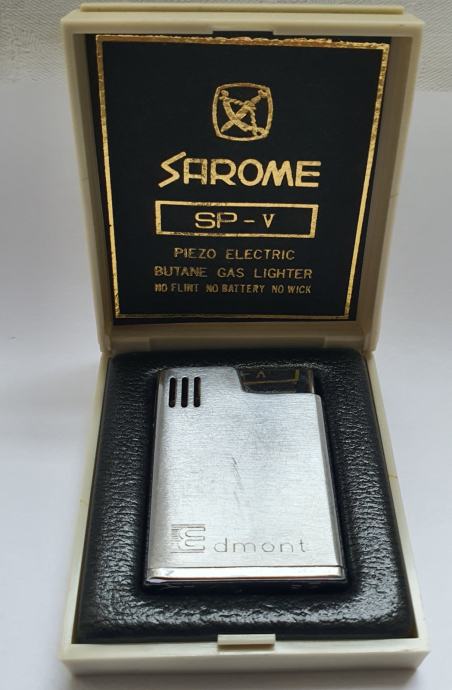 SAROME
SP-V
PIEZO ELECTRIC
BUTANE GAS LIGHTER
NO FLINT NO BATTERY NO WICK
Edmont